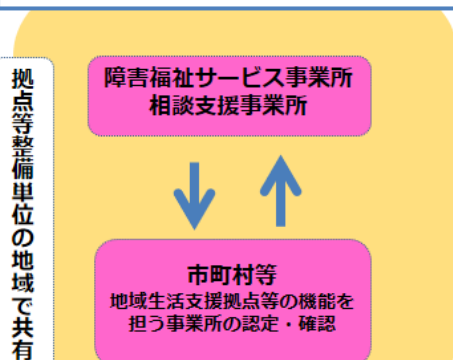 拠点等整備単位の地域で共有
障害福祉サービス事業所
相談支援事業所
市町村等
地域生活支援拠点等の機能を
担う事業所の認定・確認